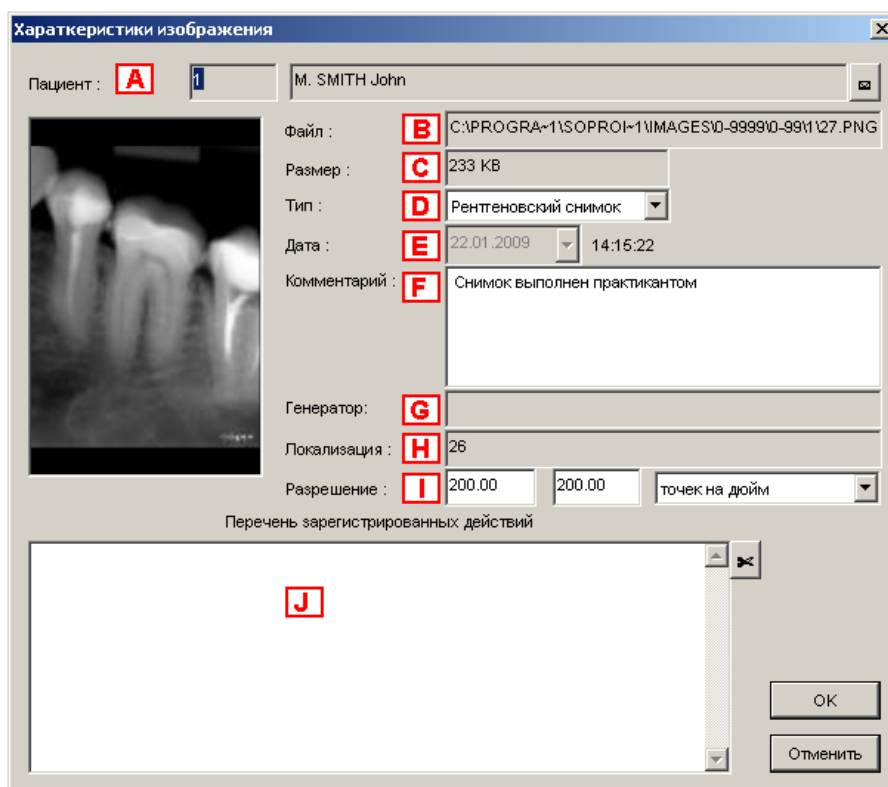 Хараткеристики изображения
Пациент : A 1 M. SMITH John
Файл : B C:\PROGRA~1\SOPROI~1\IMAGES\0-9999\0-99\1\27.PNG
Размер : C 233 KB
Тип : D Рентгеновский снимок
Дата : E 22.01.2009 14:15:22
Комментарий : F Снимок выполнен практикантом
Генератор: G
Локализация : H 26
Разрешение : I 200.00 200.00 точек на дюйм
Перечень зарегистрированных действий
J
OK
Отменить